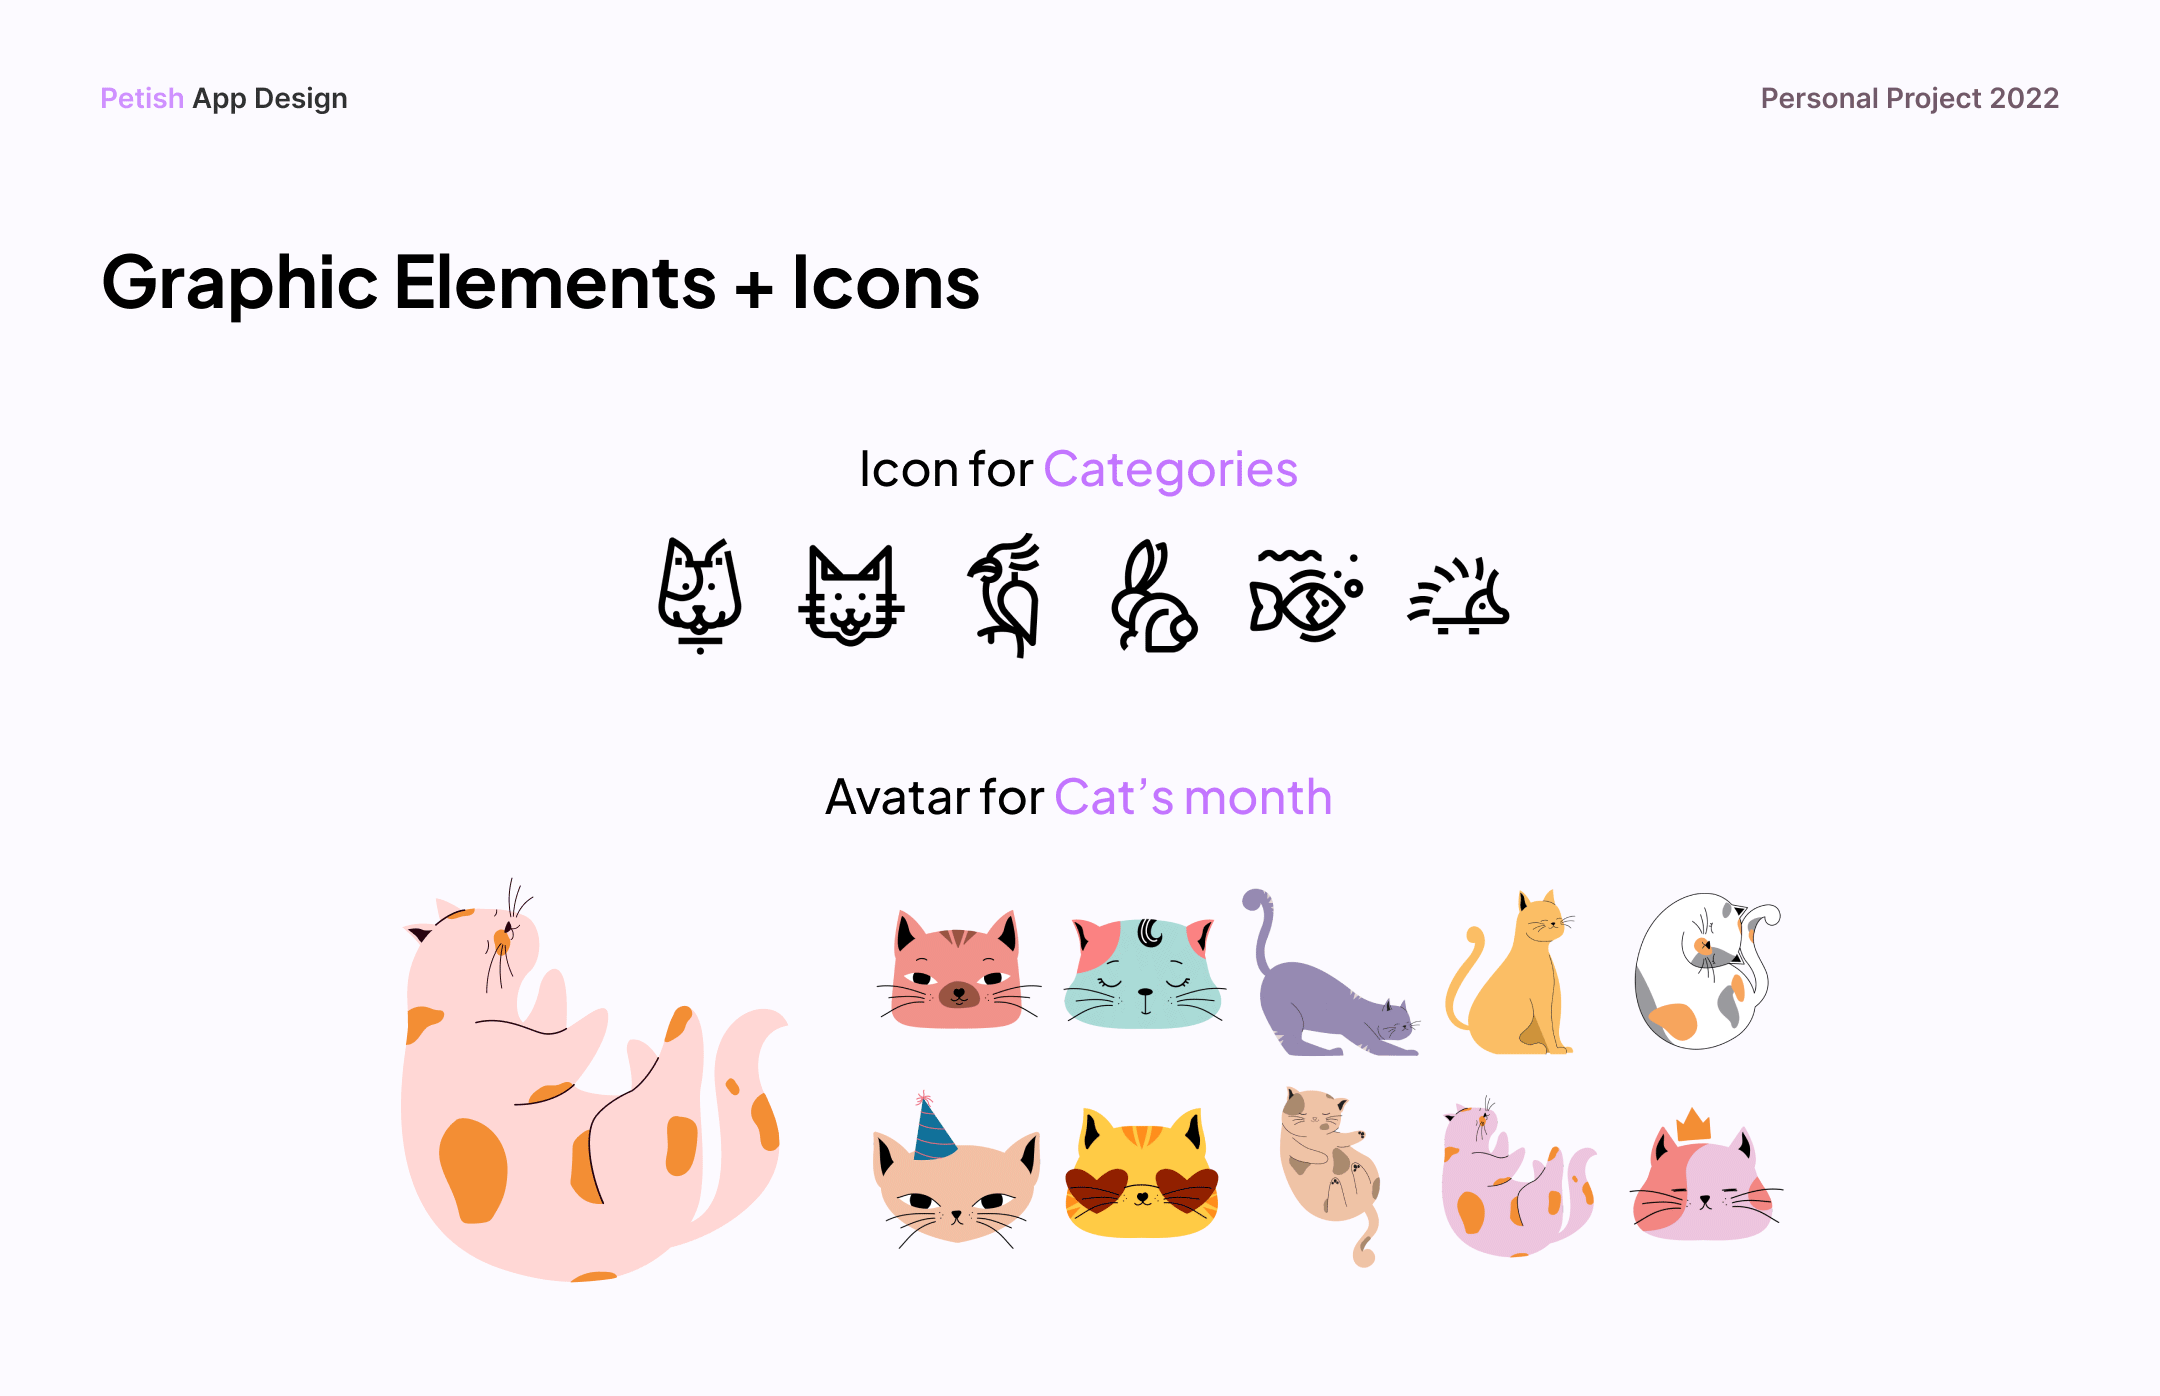 Petish App Design
Personal Project 2022
Graphic Elements + Icons
Icon for Categories
Avatar for Cat’s month